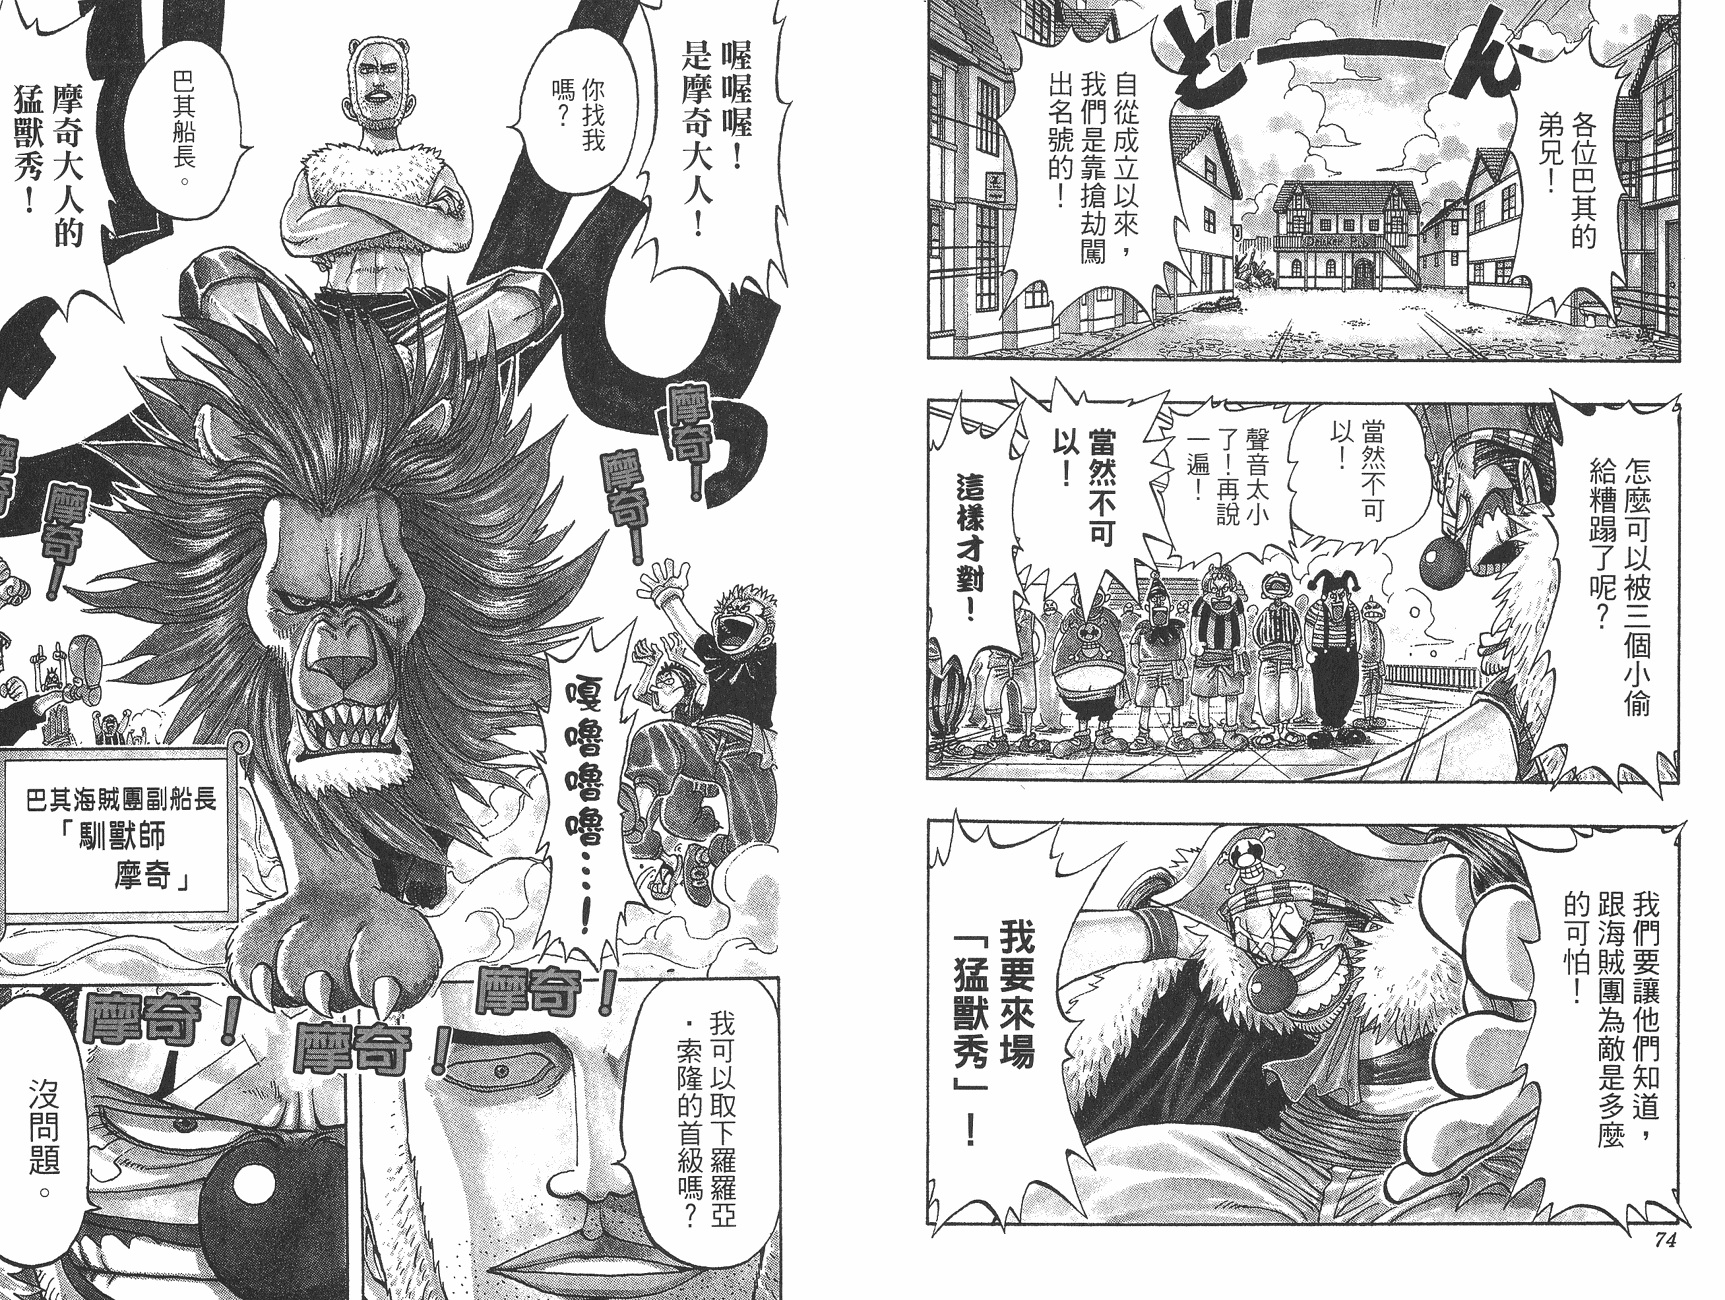 各位巴其的
弟兄！
ど
ーん
自從成立以來，
我們是靠搶劫闖
出名號的！
怎麼可以被三個小偷
給糟蹋了呢？
當然不可
以！
聲音太小
了！再說
一遍！
當然不可
以！
這樣才對！
我們要讓他們知道，
跟海賊團為敵是多麼
的可怕！
我要來場
「猛獸秀」！
74
喔喔喔！
是摩奇大人！
你找我
嗎？
巴其船長。
摩奇大人的
猛獸秀！
摩奇！
摩奇！
摩奇！
摩奇
嘎嚕嚕嚕⋯⋯！
巴其海賊團副船長
「馴獸師
摩奇」
摩奇！
摩奇！
摩奇！
我可以取下羅羅亞
．索隆的首級嗎？
沒問題。